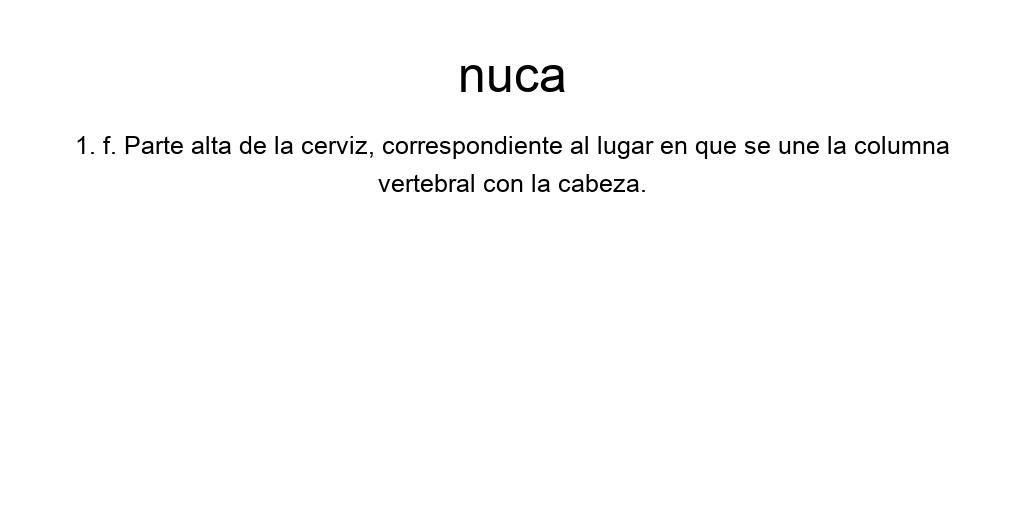 nuca
1. f. Parte alta de la cerviz, correspondiente al lugar en que se une la columna
vertebral con la cabeza.